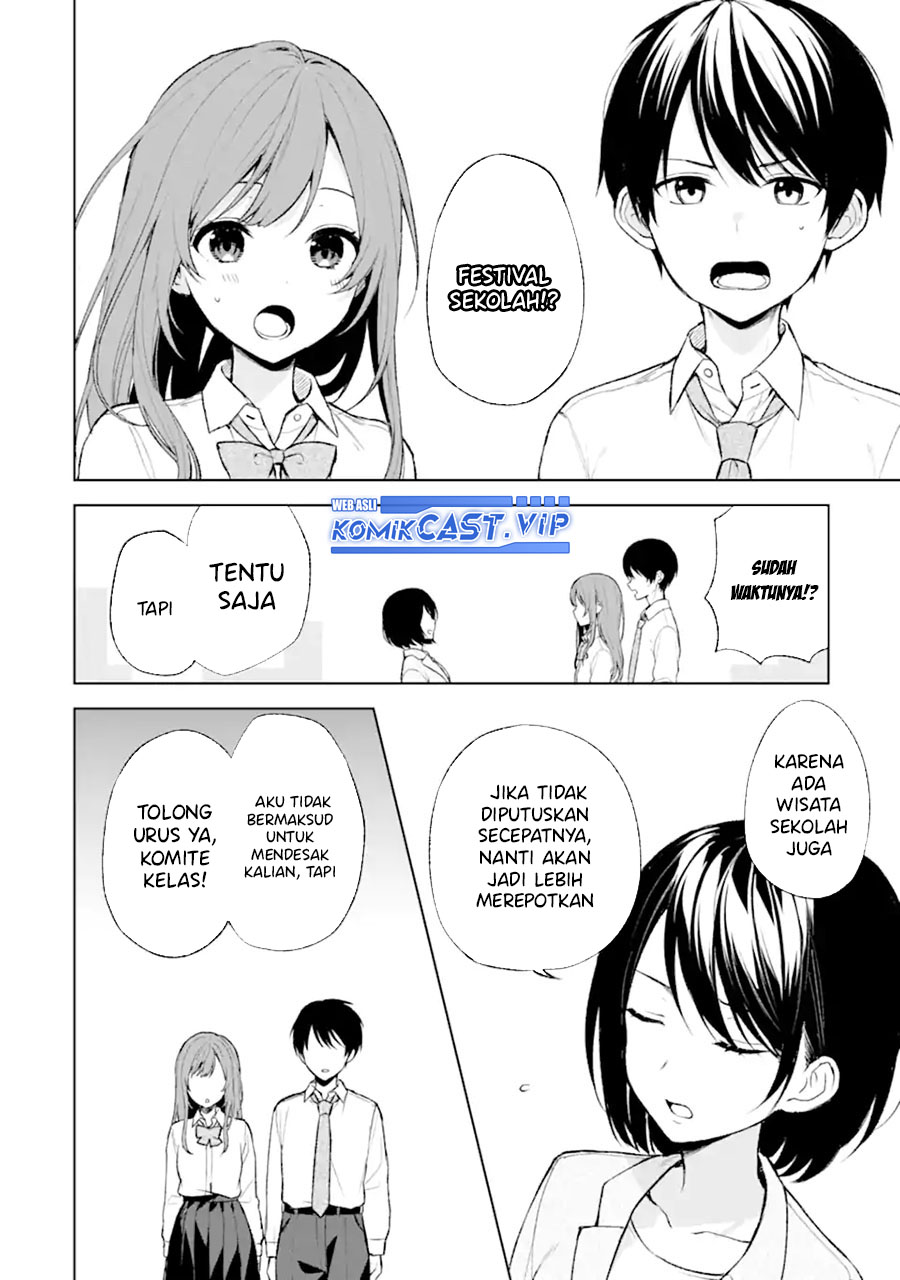 FESTIVAL
SEKOLAH!?
SUDAH
WAKTUNYA!?
WEB ASLI
KOMIKCAST.VIP
TENTU
SAJA
TAPI
KARENA
ADA
WISATA
SEKOLAH
JUGA
JIKA TIDAK
DIPUTUSKAN
SECEPATNYA,
NANTI AKAN
JADI LEBIH
MEREPOTKAN
AKU TIDAK
BERMAKSUD
UNTUK
MENDESAK
KALIAN, TAPI
TOLONG
URUS YA,
KOMITE
KELAS!